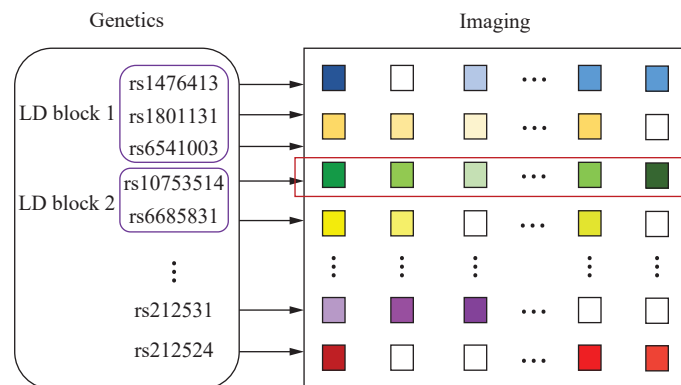 Genetics
Imaging
LD block 1
rs1476413
rs1801131
rs6541003
LD block 2
rs10753514
rs6685831
rs212531
rs212524